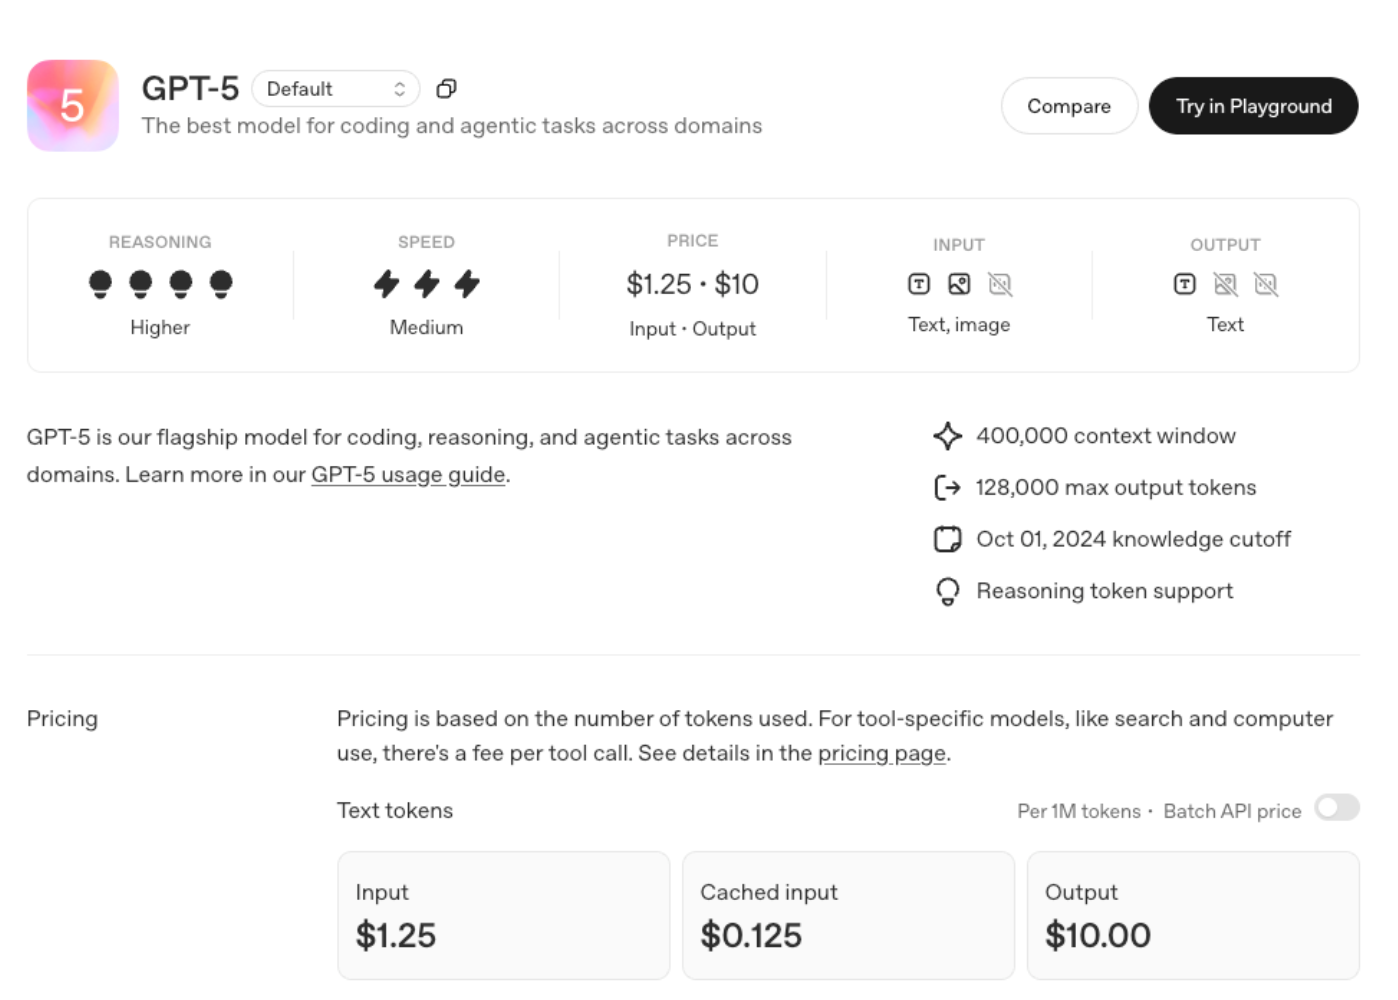 5
GPT-5
Default
The best model for coding and agentic tasks across domains
Compare
Try in Playground
REASONING
Higher
SPEED
Medium
PRICE
$1.25 • $10
Input • Output
INPUT
Text, image
OUTPUT
Text
GPT-5 is our flagship model for coding, reasoning, and agentic tasks across
domains. Learn more in our GPT-5 usage guide.
400,000 context window
128,000 max output tokens
Oct 01, 2024 knowledge cutoff
Reasoning token support
Pricing
Pricing is based on the number of tokens used. For tool-specific models, like search and computer
use, there's a fee per tool call. See details in the pricing page.
Text tokens
Per 1M tokens • Batch API price
Input
$1.25
Cached input
$0.125
Output
$10.00